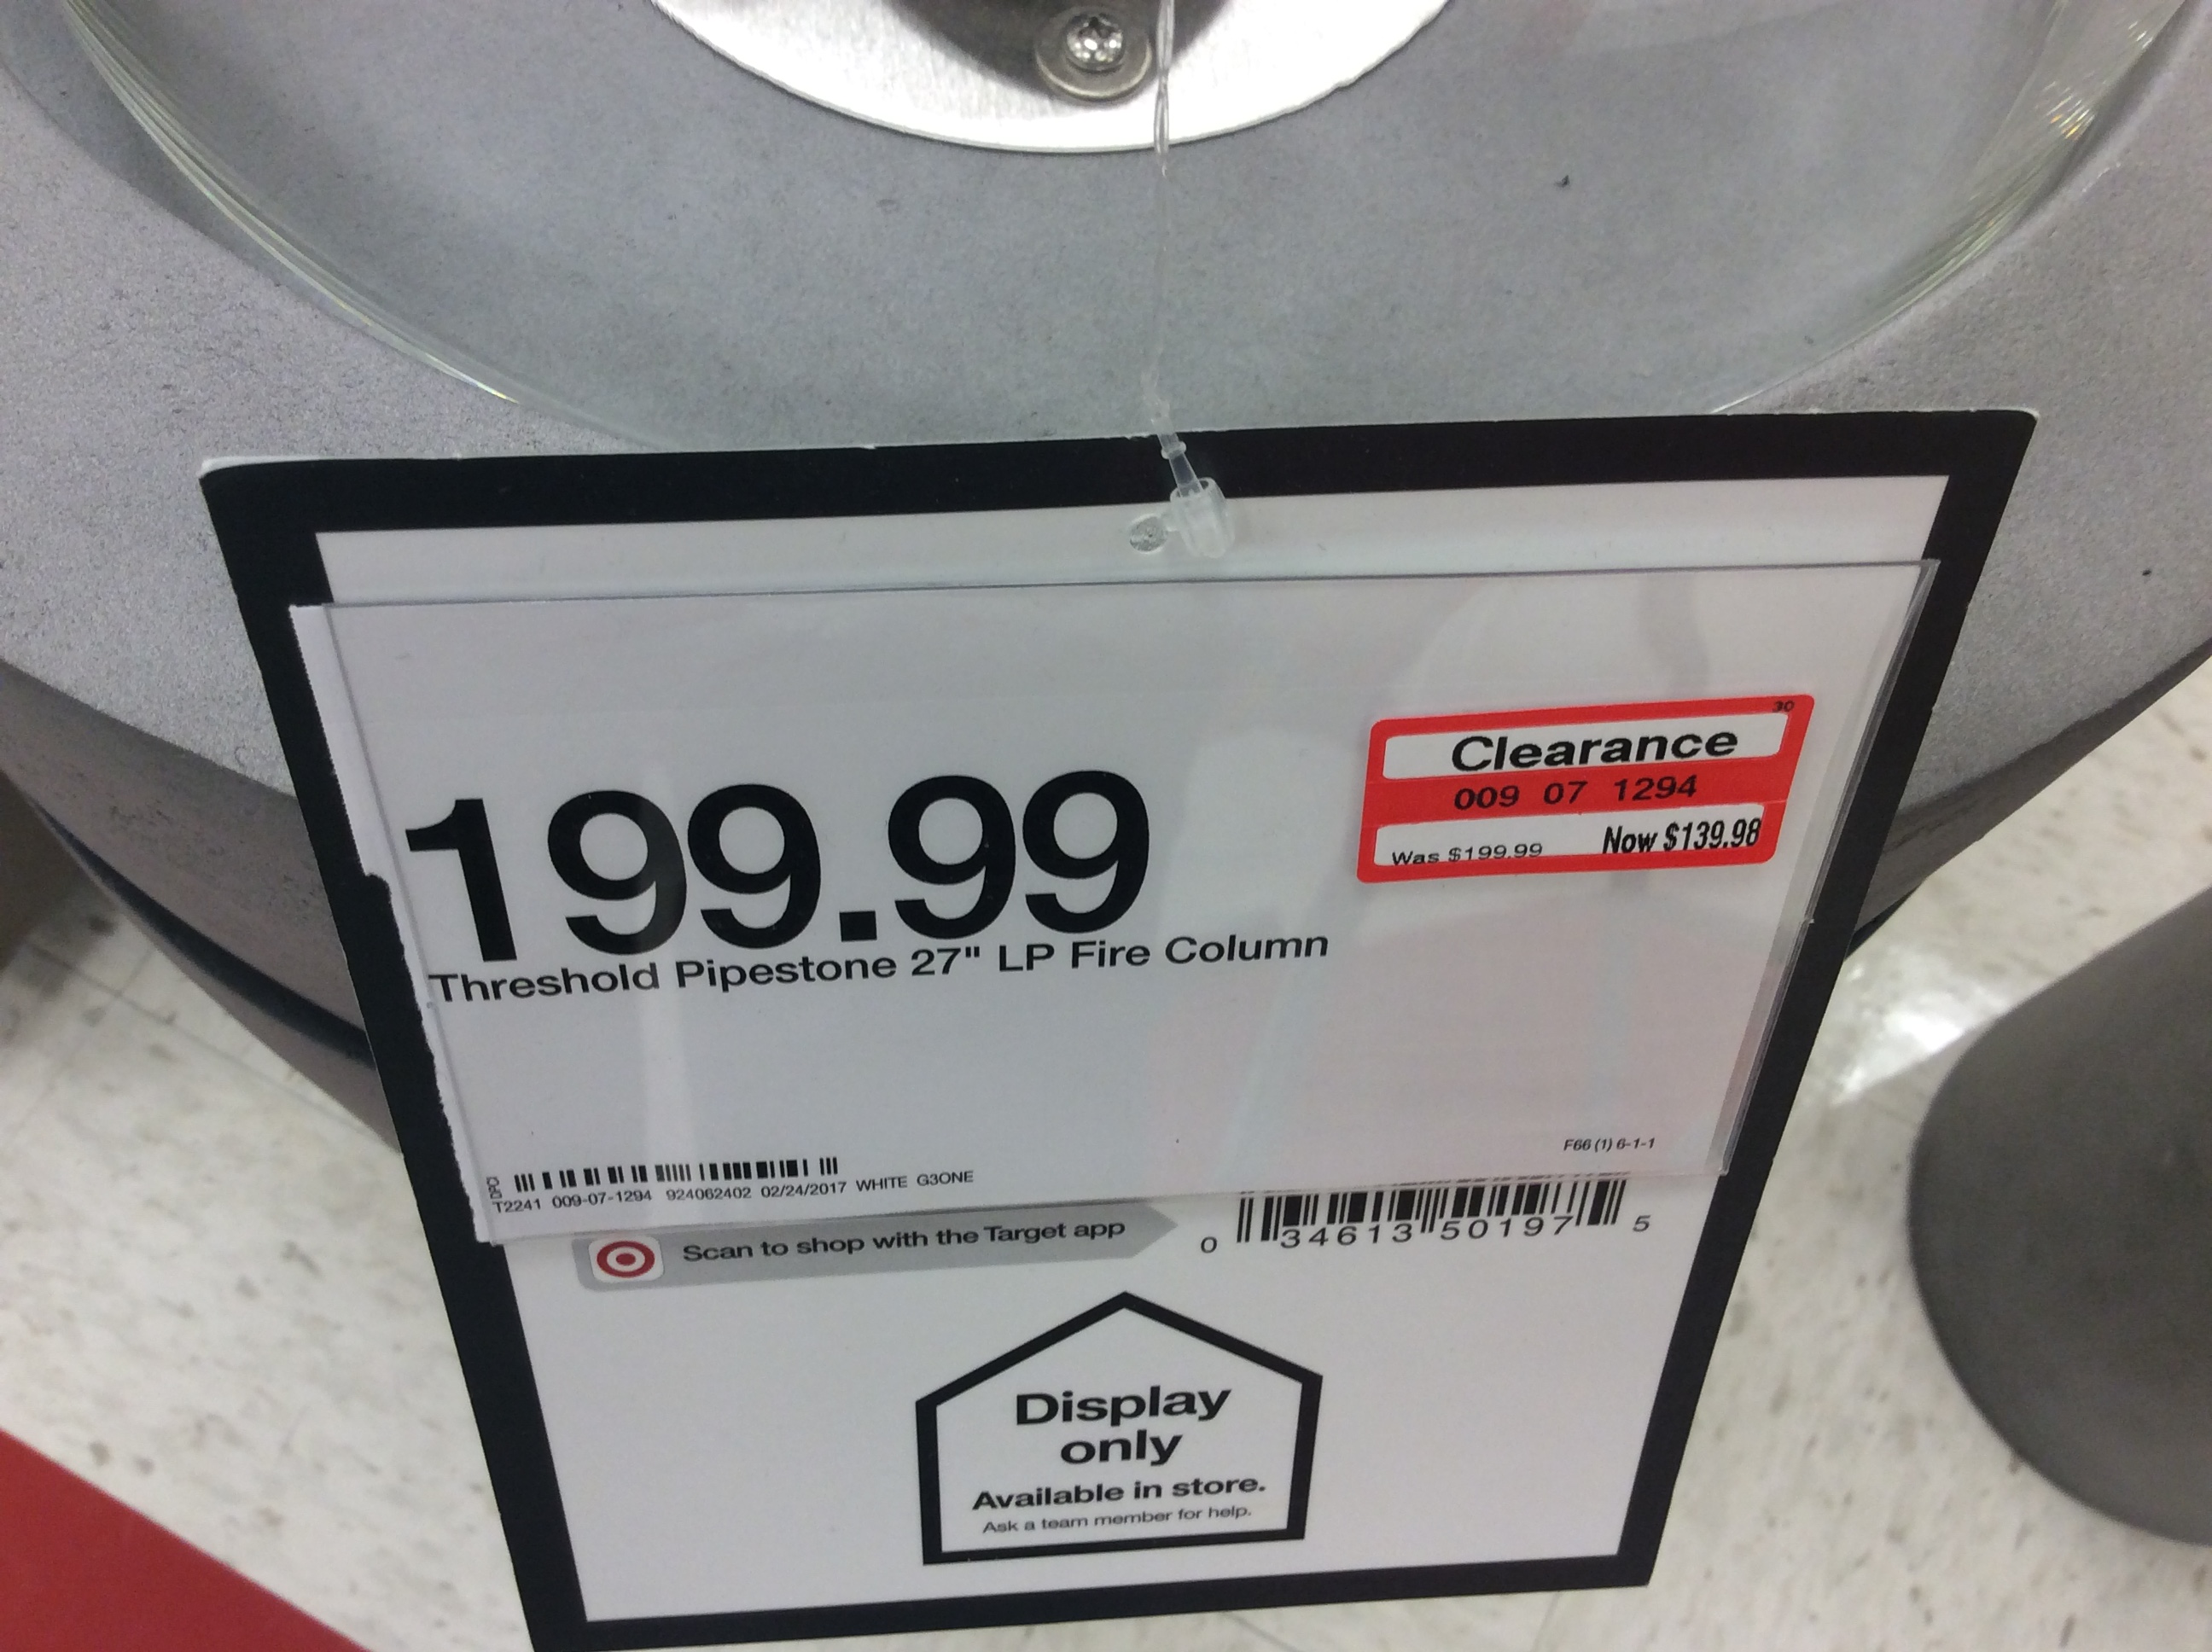 30
Clearance
009 07 1294
Was $199.99 Now $139.98
199.99
Threshold Pipestone 27" LP Fire Column
F66 (1) 6-1-1
T2241 009-07-1294 924062402 02/24/2017 WHITE G3ONE
Scan to shop with the Target app
0 34613 50197 5
Display
only
Available in store.
Ask a team member for help.